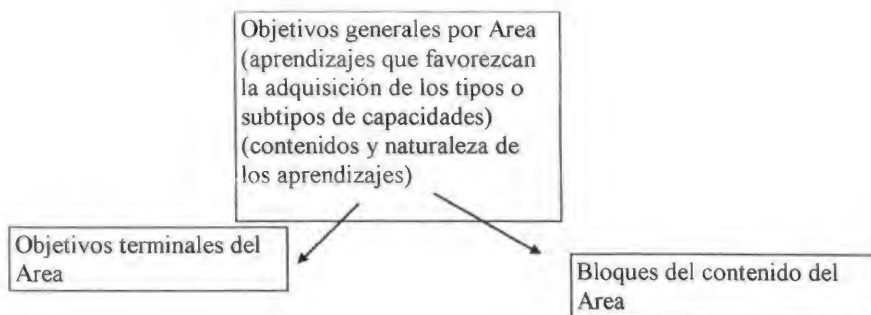 Objetivos generales por Area
(aprendizajes que favorezcan
la adquisición de los tipos o
subtipos de capacidades)
(contenidos y naturaleza de
los aprendizajes)
Objetivos terminales del
Area
Bloques del contenido del
Area